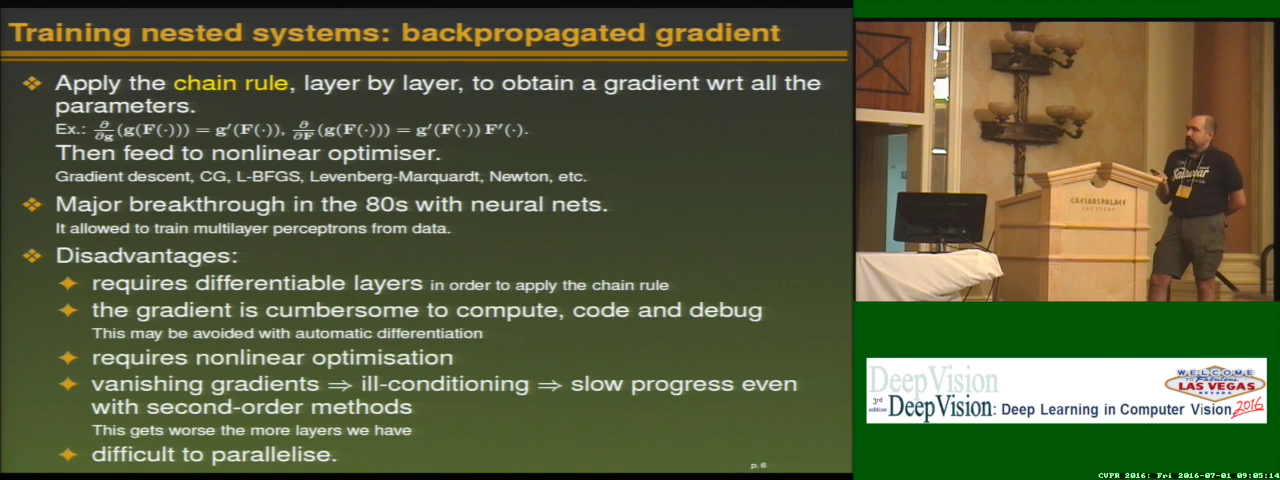 Training nested systems: backpropagated gradient
❖ Apply the chain rule, layer by layer, to obtain a gradient wrt all the
parameters.
Ex.: ∂/∂g (g(F(·))) = g′(F(·)), ∂/∂F (g(F(·))) = g′(F(·)) F′(·).
Then feed to nonlinear optimiser.
Gradient descent, CG, L-BFGS, Levenberg-Marquardt, Newton, etc.
❖ Major breakthrough in the 80s with neural nets.
It allowed to train multilayer perceptrons from data.
❖ Disadvantages:
✦ requires differentiable layers in order to apply the chain rule
✦ the gradient is cumbersome to compute, code and debug
This may be avoided with automatic differentiation
✦ requires nonlinear optimisation
✦ vanishing gradients ⇒ ill-conditioning ⇒ slow progress even
with second-order methods
This gets worse the more layers we have
✦ difficult to parallelise.
p. 6
CAESARS PALACE
LAS VEGAS
DeepVision
3rd
edition
DeepVision: Deep Learning in Computer Vision 2016
WELCOME
TO Fabulous
LAS VEGAS
NEVADA
CVPR 2016: Fri 2016-07-01 09:05:14